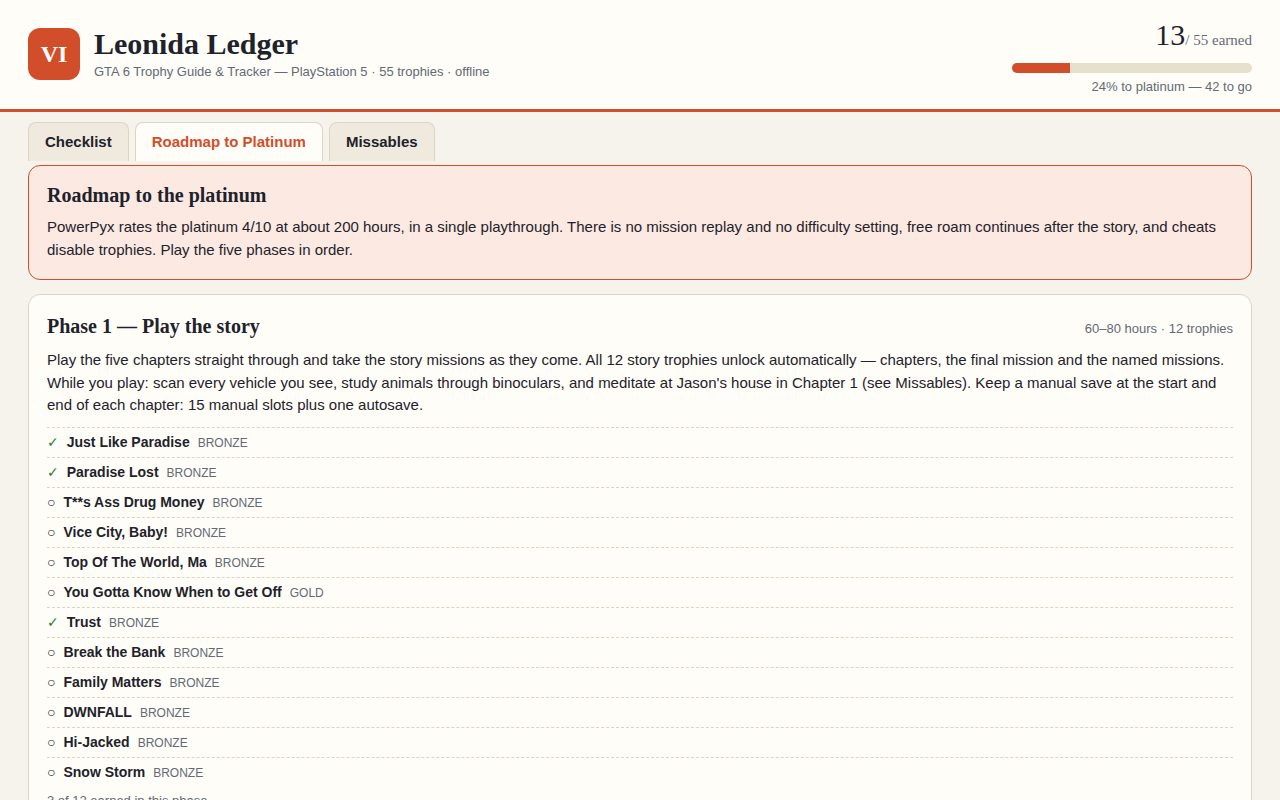 VI
Leonida Ledger
GTA 6 Trophy Guide & Tracker — PlayStation 5 · 55 trophies · offline
13/ 55 earned
24% to platinum — 42 to go
Checklist
Roadmap to Platinum
Missables
Roadmap to the platinum
PowerPyx rates the platinum 4/10 at about 200 hours, in a single playthrough. There is no mission replay and no difficulty setting, free roam continues after the story, and cheats
disable trophies. Play the five phases in order.
Phase 1 — Play the story
60–80 hours · 12 trophies
Play the five chapters straight through and take the story missions as they come. All 12 story trophies unlock automatically — chapters, the final mission and the named missions.
While you play: scan every vehicle you see, study animals through binoculars, and meditate at Jason's house in Chapter 1 (see Missables). Keep a manual save at the start and
end of each chapter: 15 manual slots plus one autosave.
✓ Just Like Paradise BRONZE
✓ Paradise Lost BRONZE
○ T**s Ass Drug Money BRONZE
○ Vice City, Baby! BRONZE
○ Top Of The World, Ma BRONZE
○ You Gotta Know When to Get Off GOLD
✓ Trust BRONZE
○ Break the Bank BRONZE
○ Family Matters BRONZE
○ DWNFALL BRONZE
○ Hi-Jacked BRONZE
○ Snow Storm BRONZE
3 of 12 earned in this phase